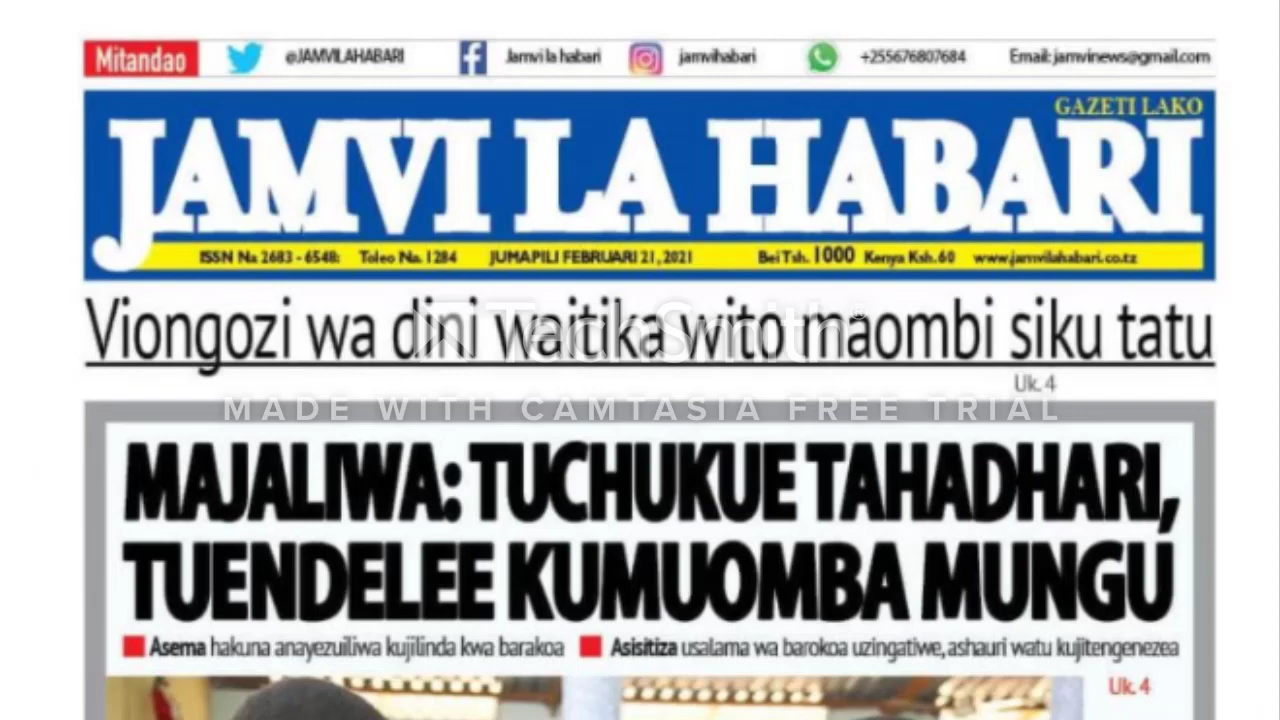 Mitandao @JAMVILAHABARI Jamvi la habari jamvihabari +255676807684 Email: jamvinews@gmail.com
GAZETI LAKO
JAMVI LA HABARI
ISSN Na 2683 - 6548: Toleo Na. 1284 JUMAPILI FEBRUARI 21, 2021 Bei Tsh. 1000 Kenya Ksh. 60 www.jamvilahabari.co.tz
Viongozi wa dini waitika wito maombi siku tatu
TechSmith
Uk. 4
MADE WITH CAMTASIA FREE TRIAL
MAJALIWA: TUCHUKUE TAHADHARI,
TUENDELEE KUMUOMBA MUNGU
Asema hakuna anayezuiliwa kujilinda kwa barakoa Asisitiza usalama wa barokoa uzingatiwe, ashauri watu kujitengenezea
Uk. 4